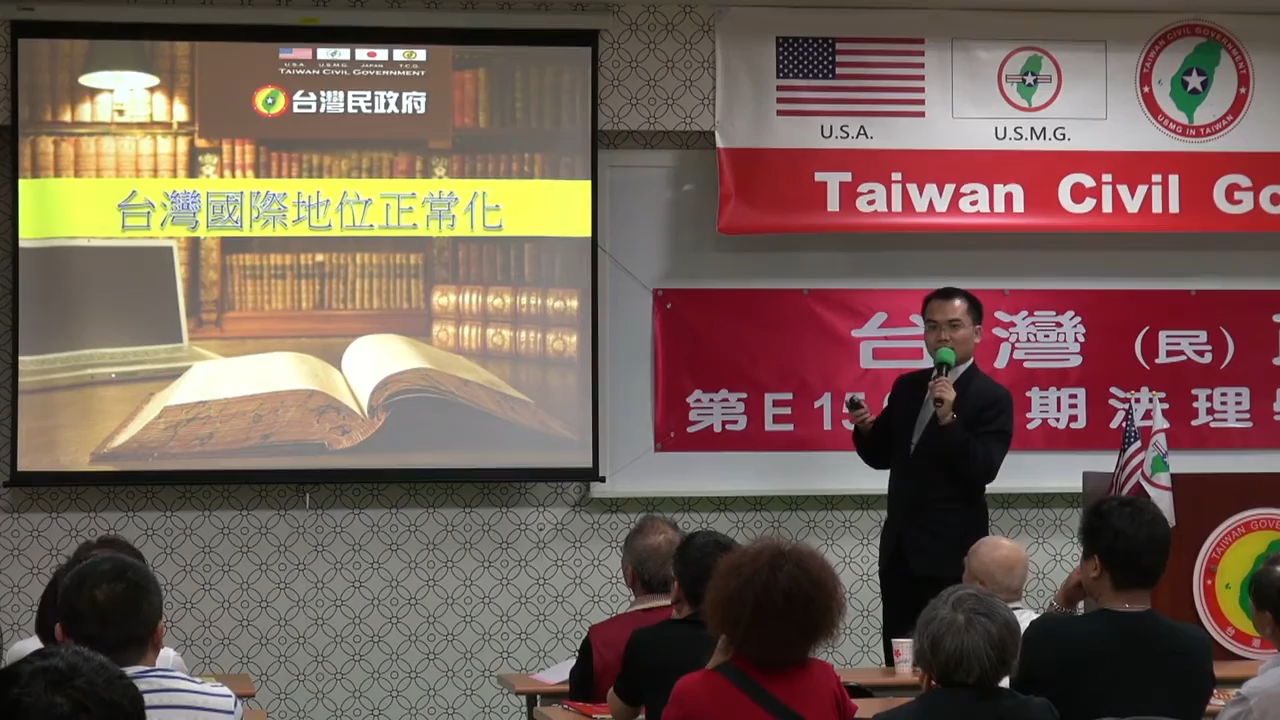 U.S.A. U.S.M.G. JAPAN T.C.G.
TAIWAN CIVIL GOVERNMENT
台灣民政府
台灣國際地位正常化
U.S.A.
U.S.M.G.
TAIWAN CIVIL GOVERNMENT
USMG IN TAIWAN
Taiwan Civil Go
台 灣 (民)
第 E 15 期 法 理
TAIWAN GOVE